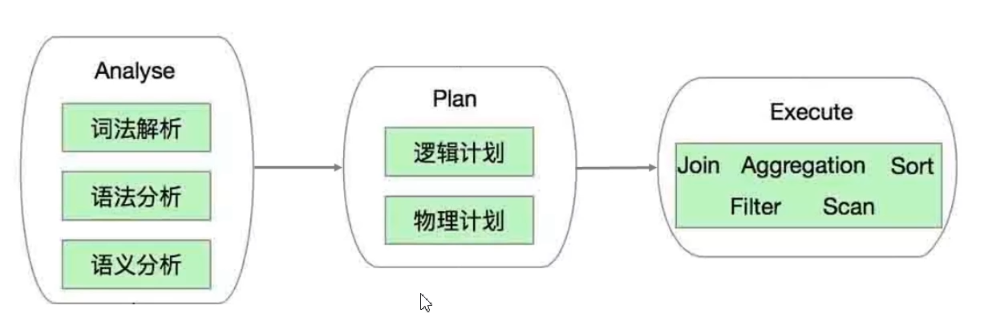 Analyse
词法解析
语法分析
语义分析
Plan
逻辑计划
物理计划
Execute
Join Aggregation Sort
Filter Scan